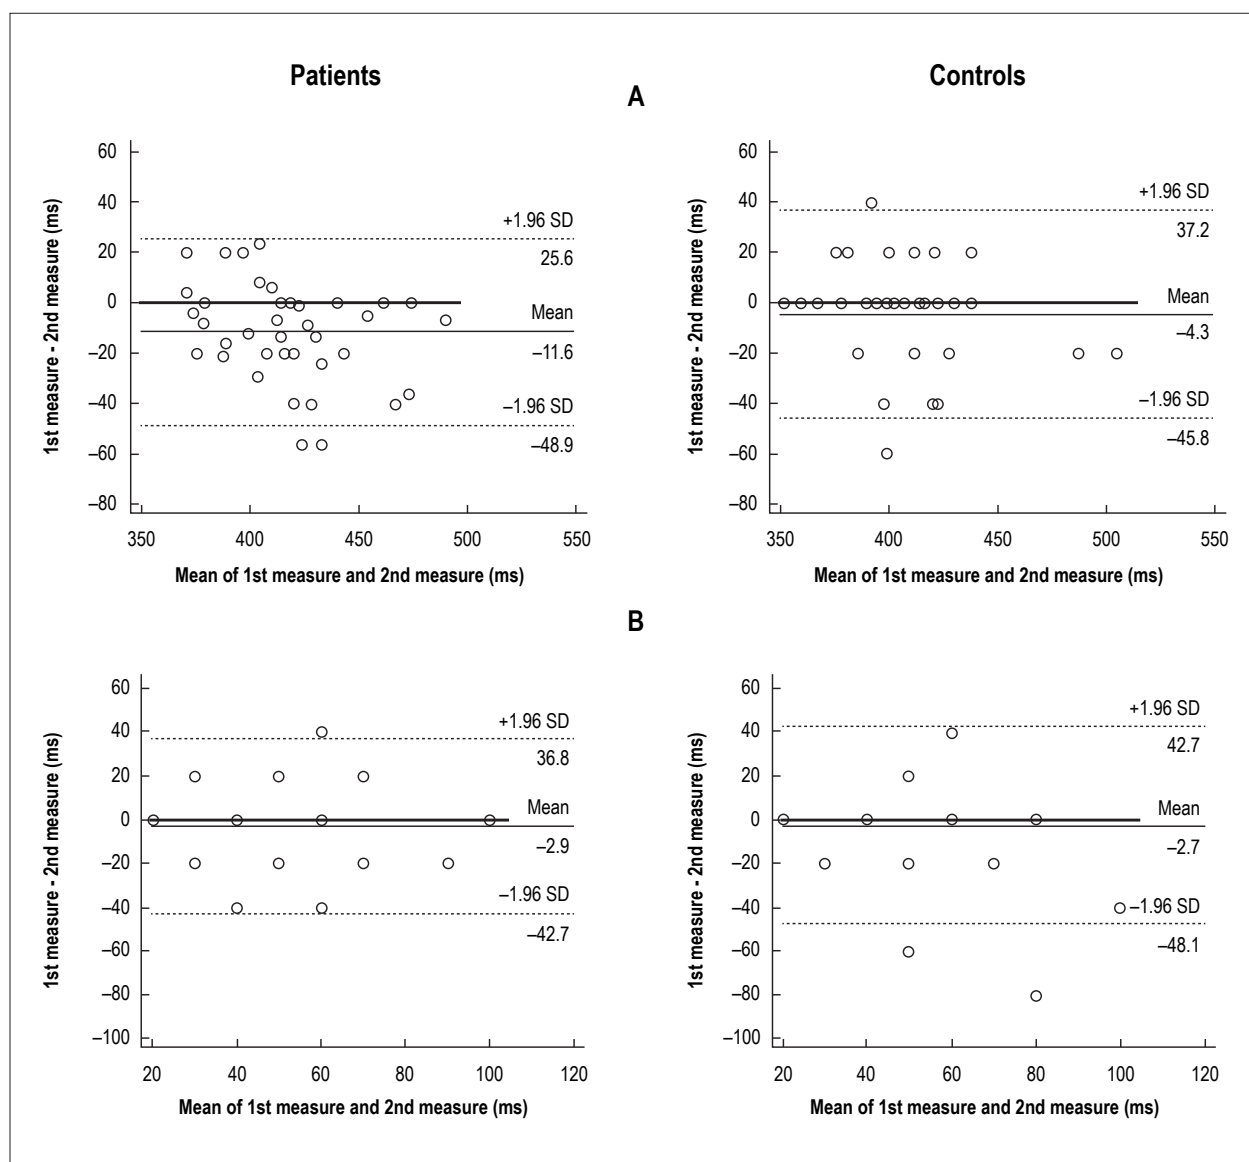 Patients
Controls
A
1st measure - 2nd measure (ms)
60
40
20
0
–20
–40
–60
–80
+1.96 SD
25.6
Mean
–11.6
–1.96 SD
–48.9
350
400
450
500
550
Mean of 1st measure and 2nd measure (ms)
1st measure - 2nd measure (ms)
60
40
20
0
–20
–40
–60
–80
+1.96 SD
37.2
Mean
–4.3
–1.96 SD
–45.8
350
400
450
500
550
Mean of 1st measure and 2nd measure (ms)
B
1st measure - 2nd measure (ms)
60
40
20
0
–20
–40
–60
–80
–100
+1.96 SD
36.8
Mean
–2.9
–1.96 SD
–42.7
20
40
60
80
100
120
Mean of 1st measure and 2nd measure (ms)
1st measure - 2nd measure (ms)
60
40
20
0
–20
–40
–60
–80
–100
+1.96 SD
42.7
Mean
–2.7
–1.96 SD
–48.1
20
40
60
80
100
120
Mean of 1st measure and 2nd measure (ms)